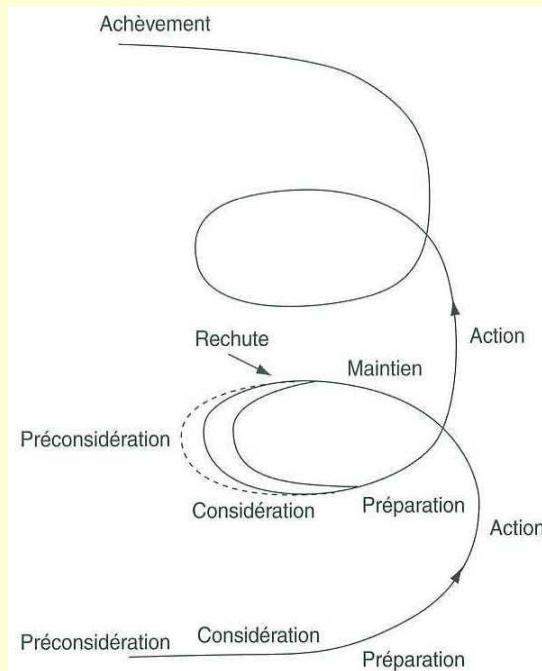 Achèvement
Action
Rechute
Maintien
Préconsidération
Considération
Préparation
Action
Préconsidération
Considération
Préparation